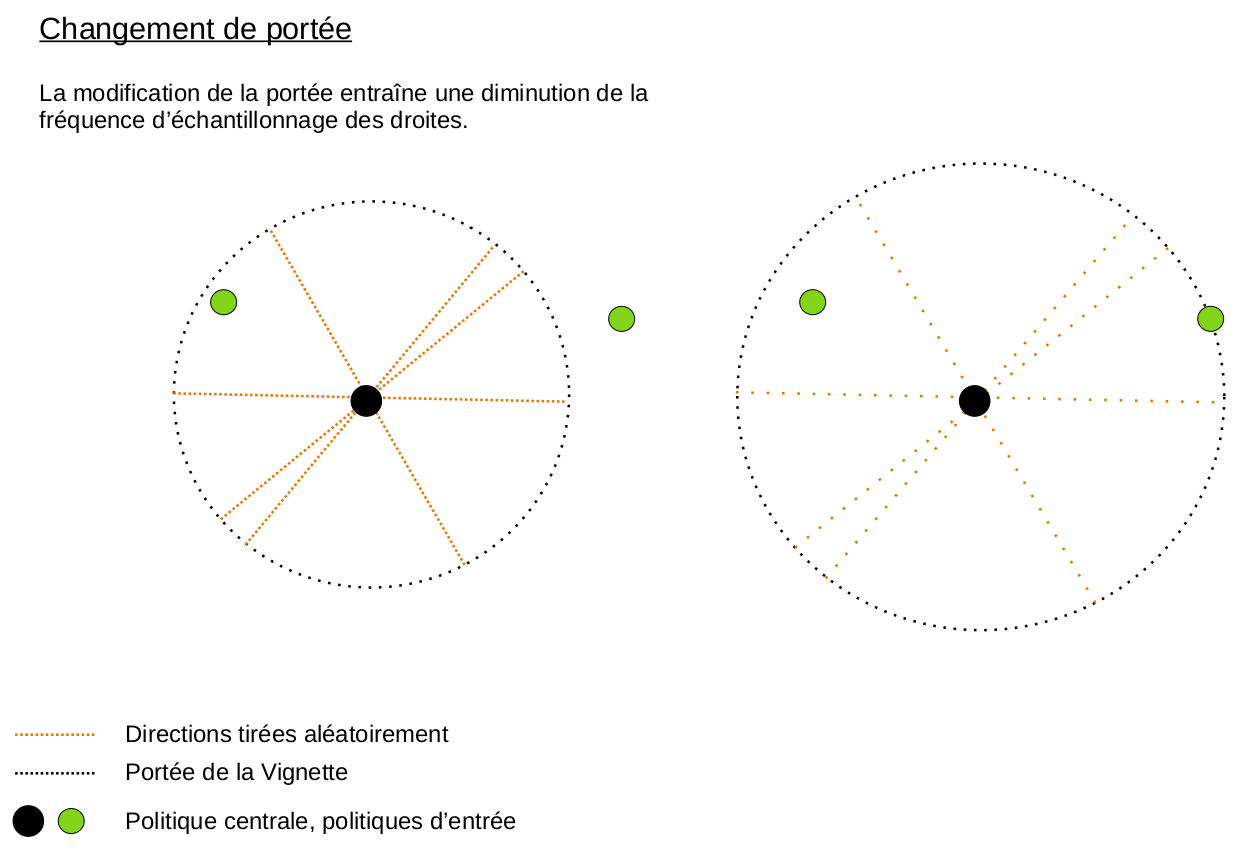 Changement de portée
La modification de la portée entraîne une diminution de la
fréquence d’échantillonnage des droites.
Directions tirées aléatoirement
Portée de la Vignette
Politique centrale, politiques d’entrée